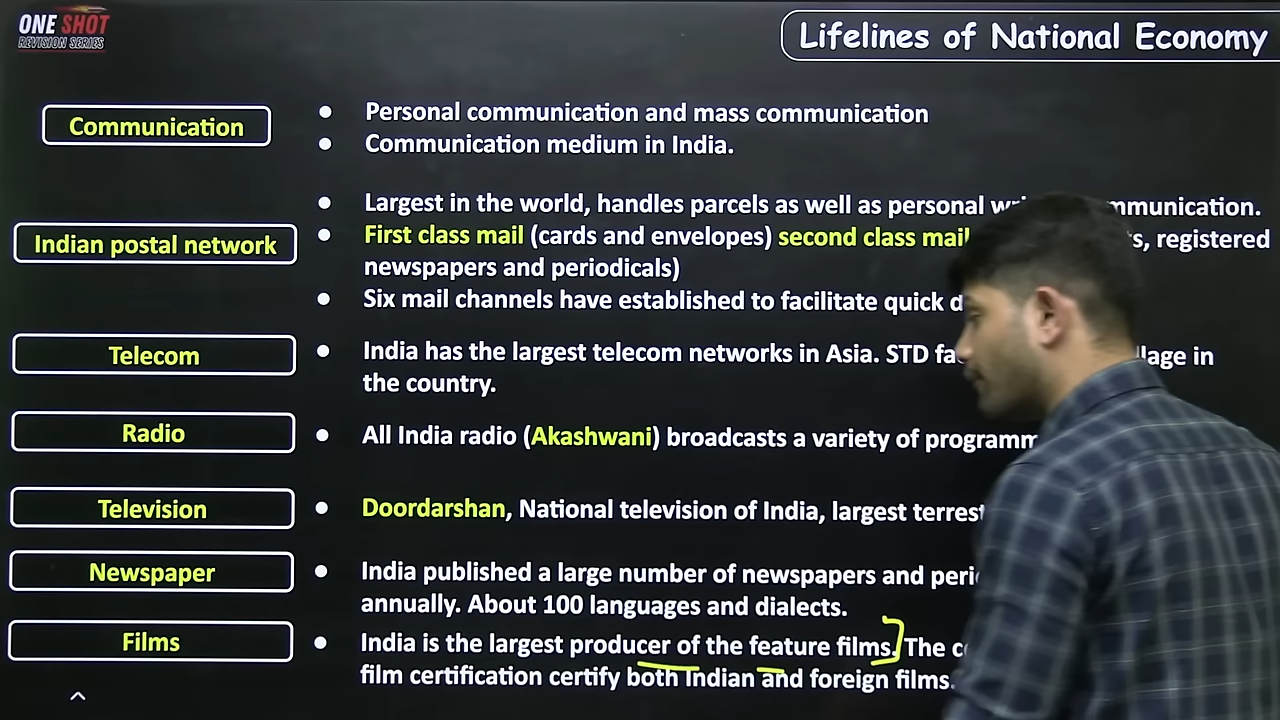 ONE SHOT
REVISION SERIES
Lifelines of National Economy
Communication
• Personal communication and mass communication
• Communication medium in India.
Indian postal network
• Largest in the world, handles parcels as well as personal
• First class mail (cards and envelopes) second class mail registered
newspapers and periodicals)
• Six mail channels have established to facilitate quick
Telecom
• India has the largest telecom networks in Asia. STD in
the country.
Radio
• All India radio (Akashwani) broadcasts a variety of
Television
• Doordarshan, National television of India, largest
Newspaper
• India published a large number of newspapers and
annually. About 100 languages and dialects.
Films
• India is the largest producer of the feature films. The
film certification certify both Indian and foreign films.